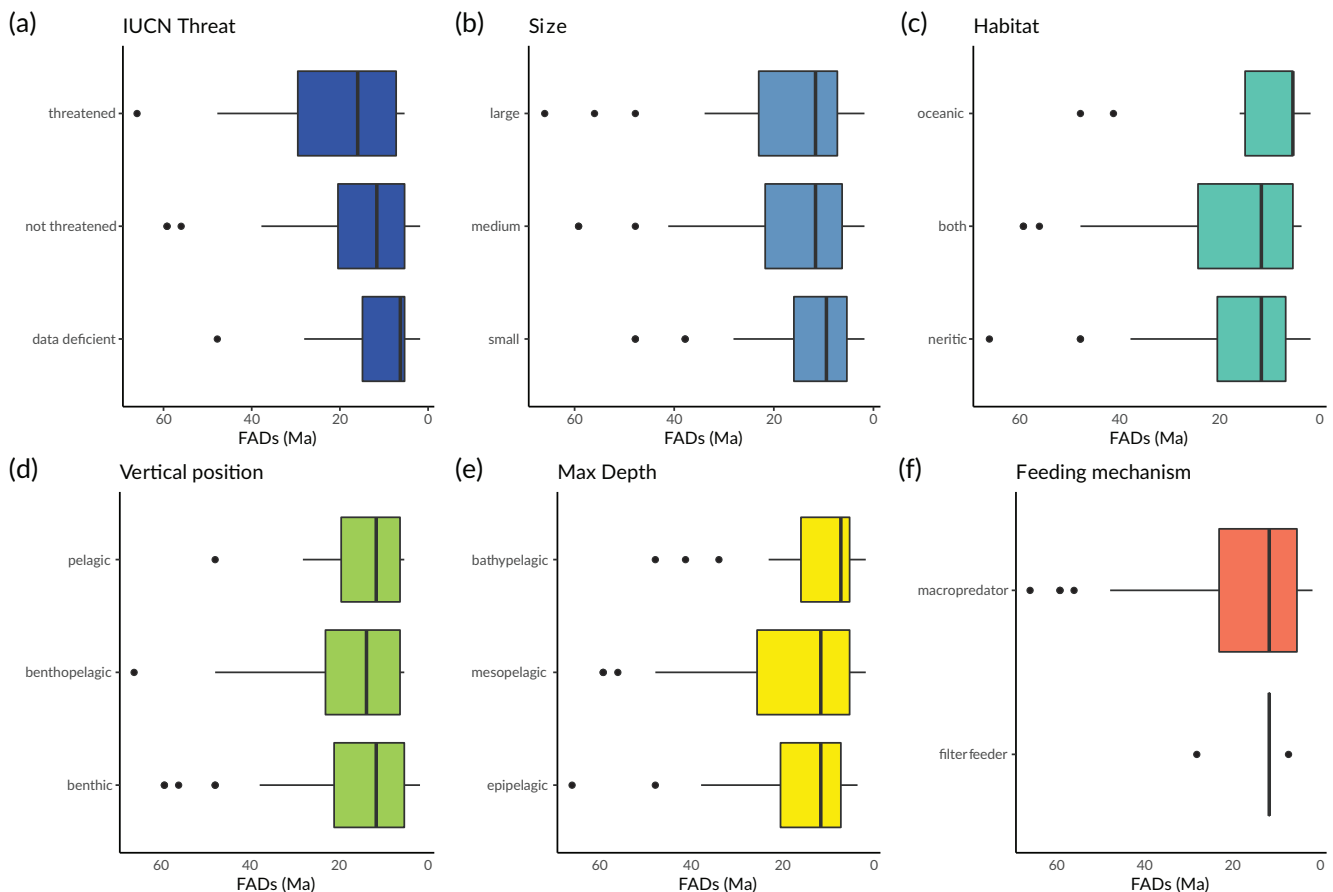 (a) IUCN Threat
threatened
not threatened
data deficient
60 40 20 0
FADs (Ma)
(b) Size
large
medium
small
60 40 20 0
FADs (Ma)
(c) Habitat
oceanic
both
neritic
60 40 20 0
FADs (Ma)
(d) Vertical position
pelagic
benthopelagic
benthic
60 40 20 0
FADs (Ma)
(e) Max Depth
bathypelagic
mesopelagic
epipelagic
60 40 20 0
FADs (Ma)
(f) Feeding mechanism
macropredator
filter feeder
60 40 20 0
FADs (Ma)